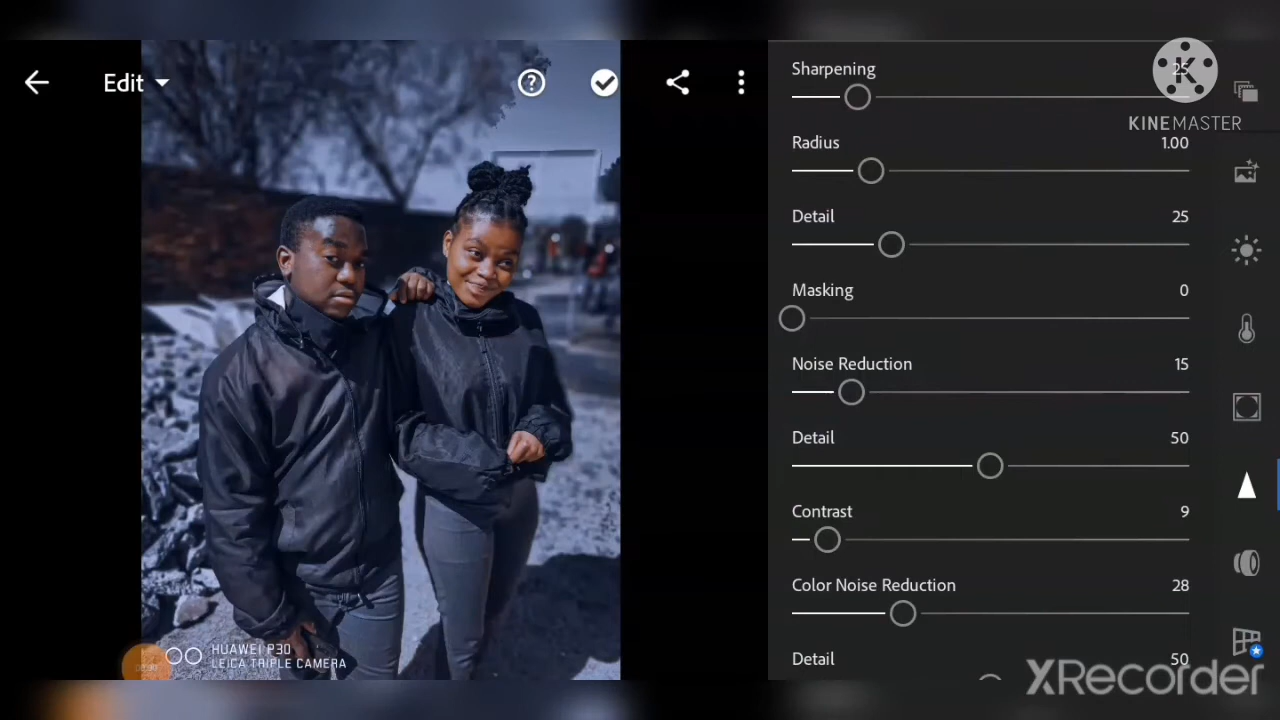 Edit
Sharpening 25
KINEMASTER
Radius 1.00
Detail 25
Masking 0
Noise Reduction 15
Detail 50
Contrast 9
Color Noise Reduction 28
Detail 50
HUAWEI P30
LEICA TRIPLE CAMERA
XRecorder